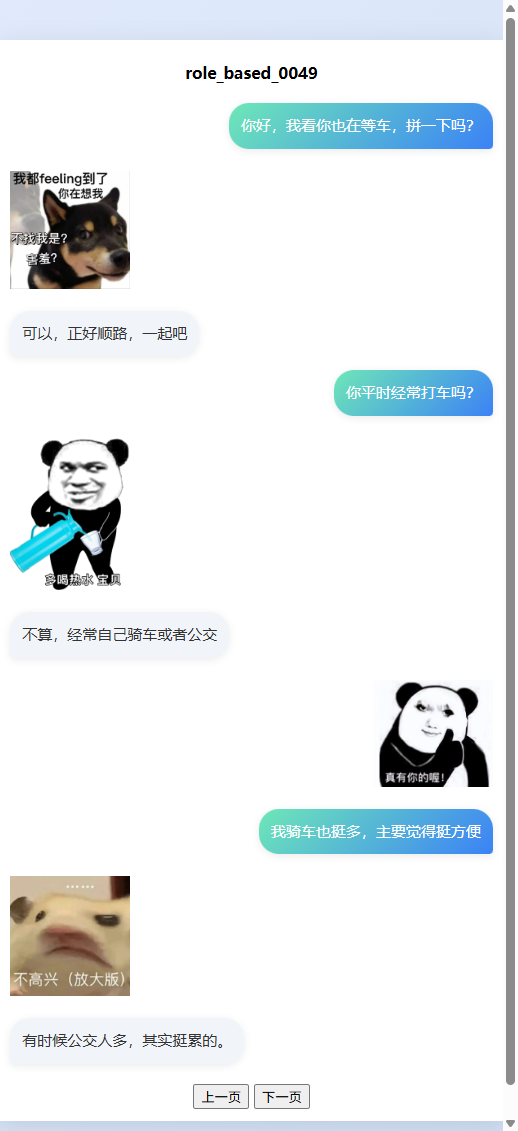 role_based_0049
你好，我看你也在等车，拼一下吗？
我都feeling到了
你在想我
不找我是？
害羞？
可以，正好顺路，一起吧
你平时经常打车吗？
多喝热水 宝贝
不算，经常自己骑车或者公交
真有你的喔！
我骑车也挺多，主要觉得挺方便
……
不高兴（放大版）
有时候公交人多，其实挺累的。
上一页 下一页